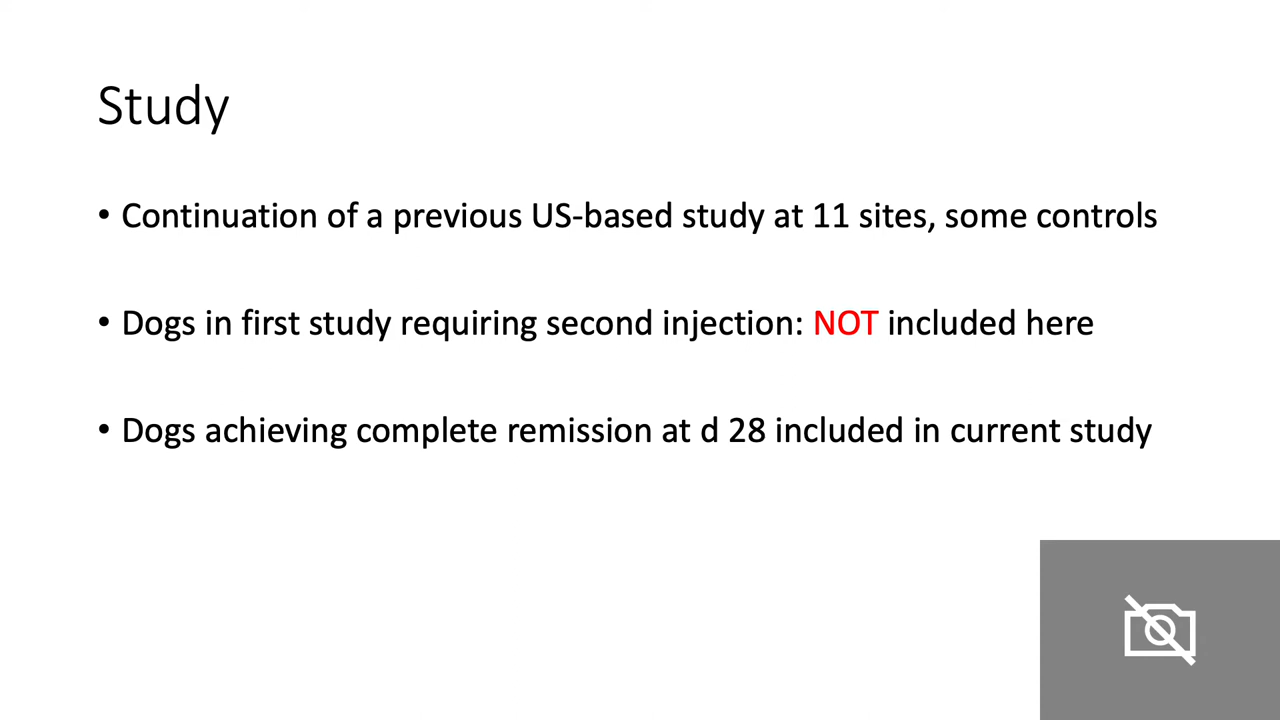 Study
• Continuation of a previous US-based study at 11 sites, some controls
• Dogs in first study requiring second injection: NOT included here
• Dogs achieving complete remission at d 28 included in current study